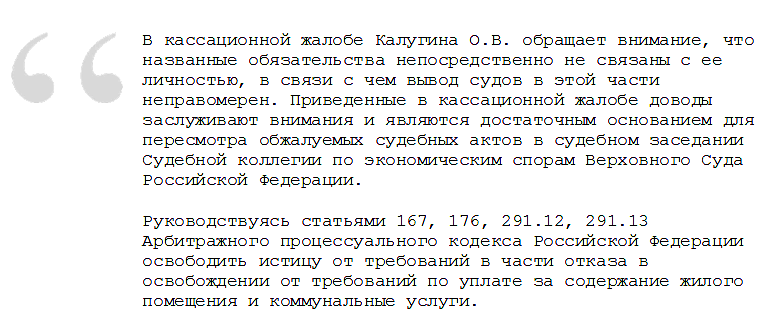 В кассационной жалобе Калугина О.В. обращает внимание, что
названные обязательства непосредственно не связаны с ее
личностью, в связи с чем вывод судов в этой части
неправомерен. Приведенные в кассационной жалобе доводы
заслуживают внимания и являются достаточным основанием для
пересмотра обжалуемых судебных актов в судебном заседании
Судебной коллегии по экономическим спорам Верховного Суда
Российской Федерации.

Руководствуясь статьями 167, 176, 291.12, 291.13
Арбитражного процессуального кодекса Российской Федерации
освободить истицу от требований в части отказа в
освобождении от требований по уплате за содержание жилого
помещения и коммунальные услуги.